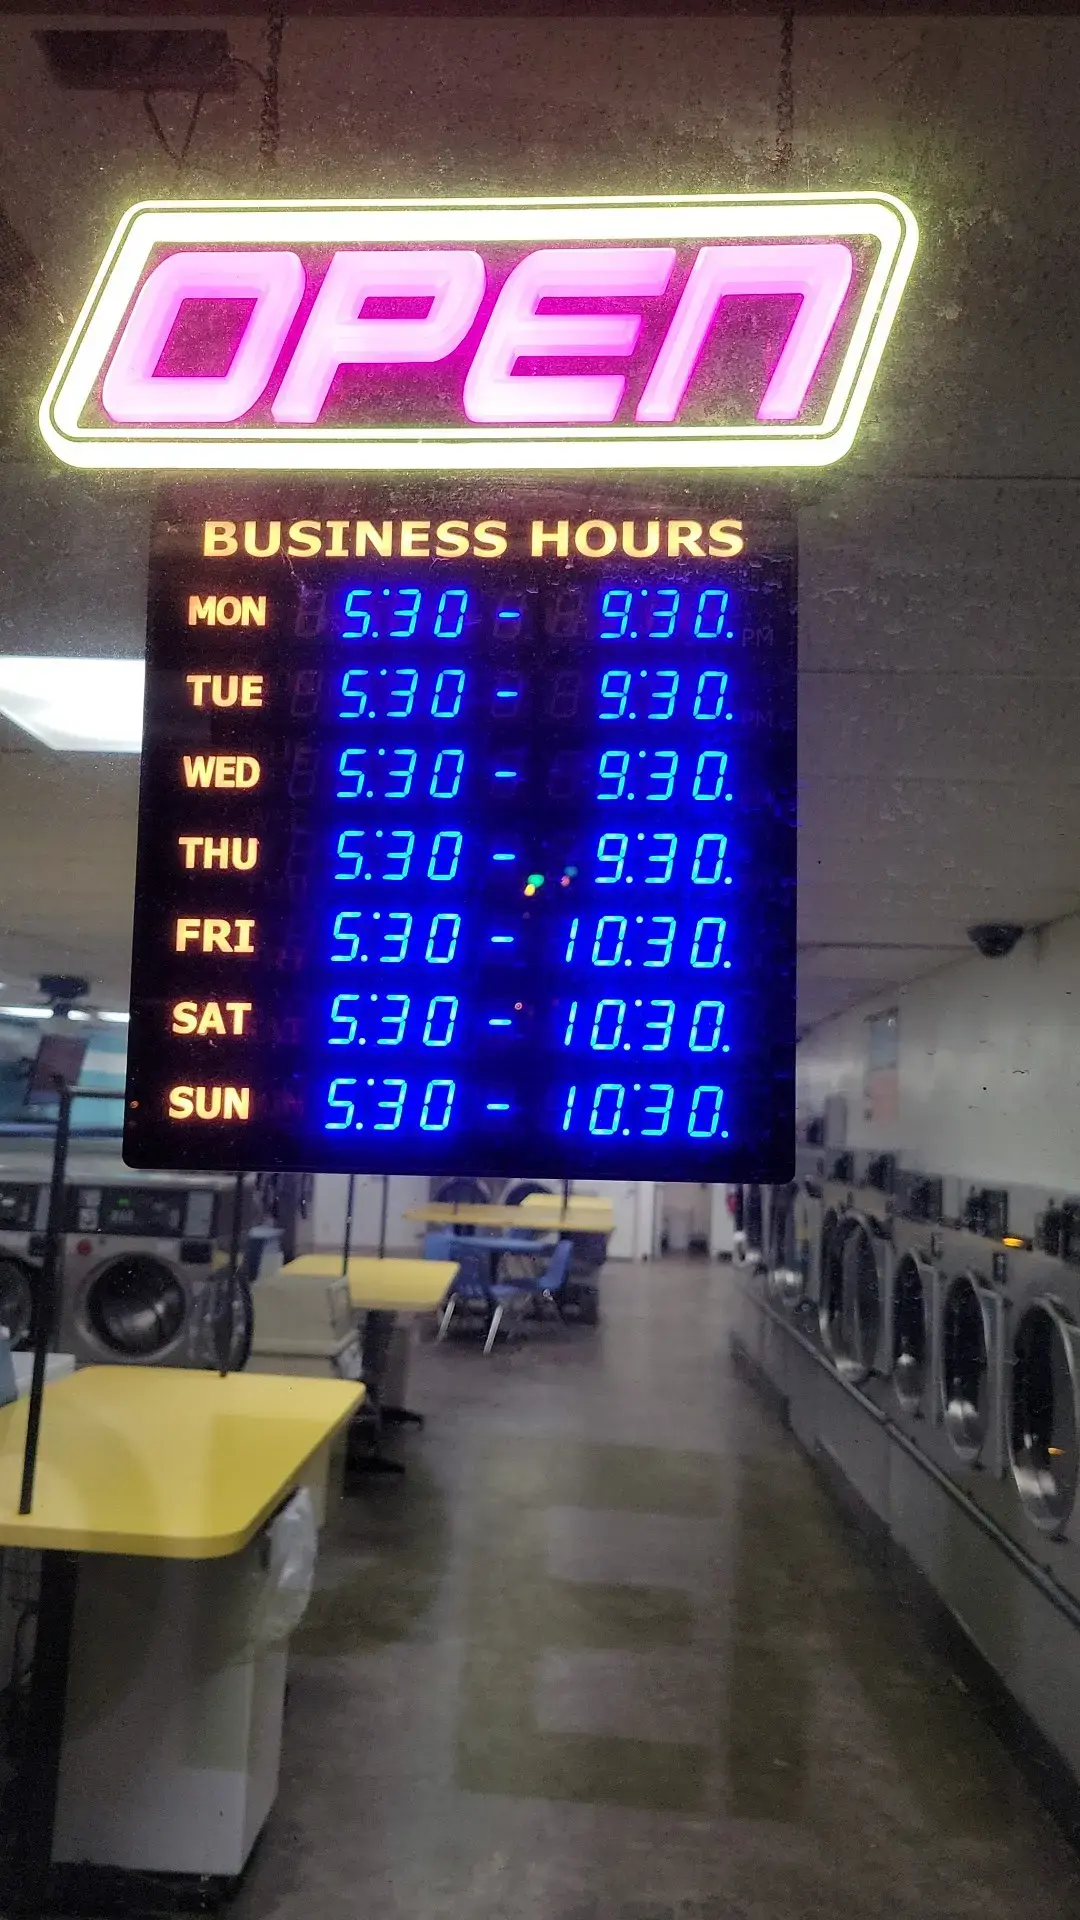 OPEN
BUSINESS HOURS
MON 5:30 - 9:30. PM
TUE 5:30 - 9:30. PM
WED 5:30 - 9:30.
THU 5:30 - 9:30.
FRI 5:30 - 10:30.
SAT 5:30 - 10:30.
SUN 5:30 - 10:30.